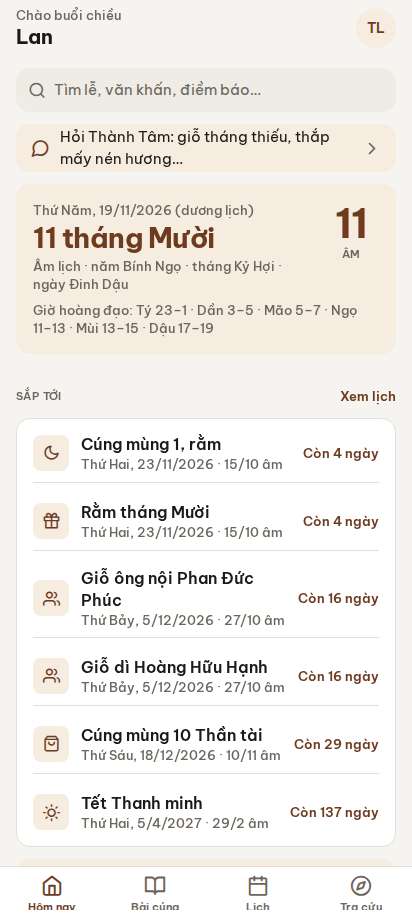 Chào buổi chiều
Lan
TL
Tìm lễ, văn khấn, điềm báo...
Hỏi Thành Tâm: giỗ tháng thiếu, thắp
mấy nén hương...
Thứ Năm, 19/11/2026 (dương lịch)
11 tháng Mười
Âm lịch · năm Bính Ngọ · tháng Kỷ Hợi ·
ngày Đinh Dậu
11
ÂM
Giờ hoàng đạo: Tý 23–1 · Dần 3–5 · Mão 5–7 · Ngọ
11–13 · Mùi 13–15 · Dậu 17–19
SẮP TỚI
Xem lịch
Cúng mùng 1, rằm
Thứ Hai, 23/11/2026 · 15/10 âm
Còn 4 ngày
Rằm tháng Mười
Thứ Hai, 23/11/2026 · 15/10 âm
Còn 4 ngày
Giỗ ông nội Phan Đức
Phúc
Thứ Bảy, 5/12/2026 · 27/10 âm
Còn 16 ngày
Giỗ dì Hoàng Hữu Hạnh
Thứ Bảy, 5/12/2026 · 27/10 âm
Còn 16 ngày
Cúng mùng 10 Thần tài
Thứ Sáu, 18/12/2026 · 10/11 âm
Còn 29 ngày
Tết Thanh minh
Thứ Hai, 5/4/2027 · 29/2 âm
Còn 137 ngày
Hôm nay
Bài cúng
Lịch
Tra cứu